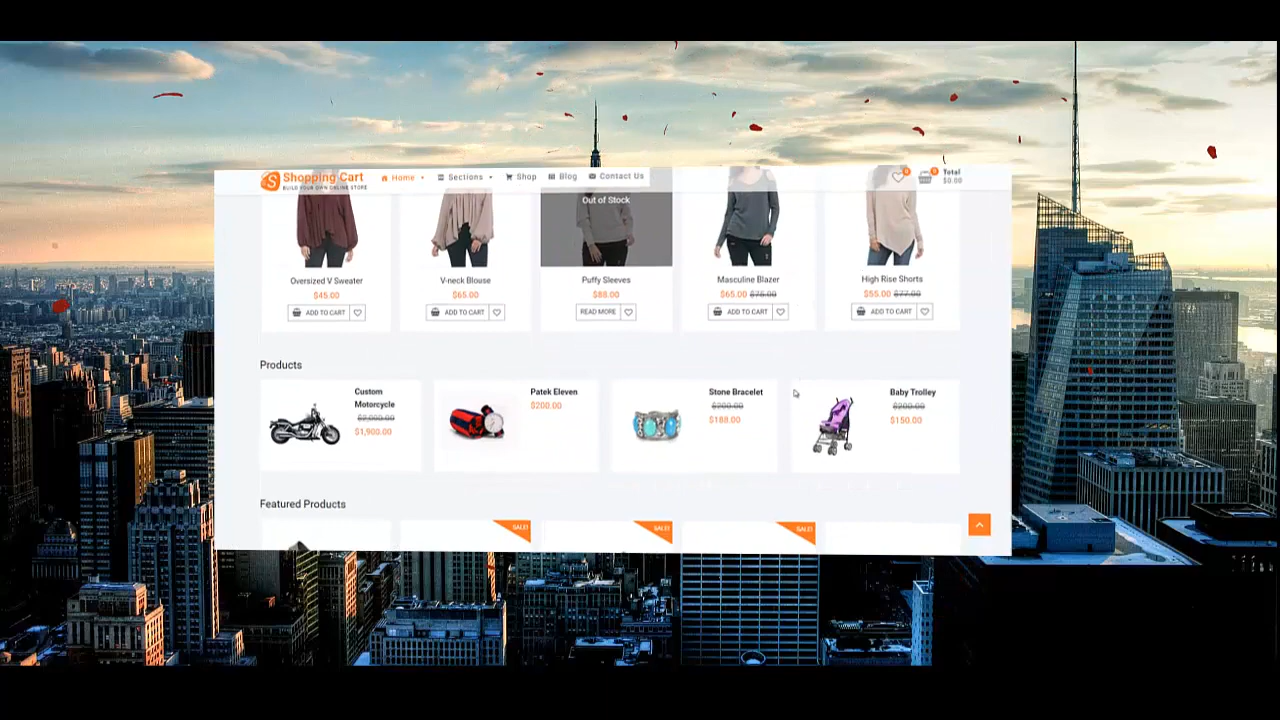 Shopping Cart
BUILD YOUR OWN ONLINE STORE
Home Sections Shop Blog Contact Us
0 0 Total
$0.00
Out of Stock
Oversized V Sweater
$45.00
ADD TO CART
V-neck Blouse
$65.00
ADD TO CART
Puffy Sleeves
$88.00
READ MORE
Masculine Blazer
$65.00 $75.00
ADD TO CART
High Rise Shorts
$55.00 $77.00
ADD TO CART
Products
Custom
Motorcycle
$2,000.00
$1,900.00
Patek Eleven
$200.00
Stone Bracelet
$200.00
$188.00
Baby Trolley
$200.00
$150.00
Featured Products
SALE!
SALE!
SALE!